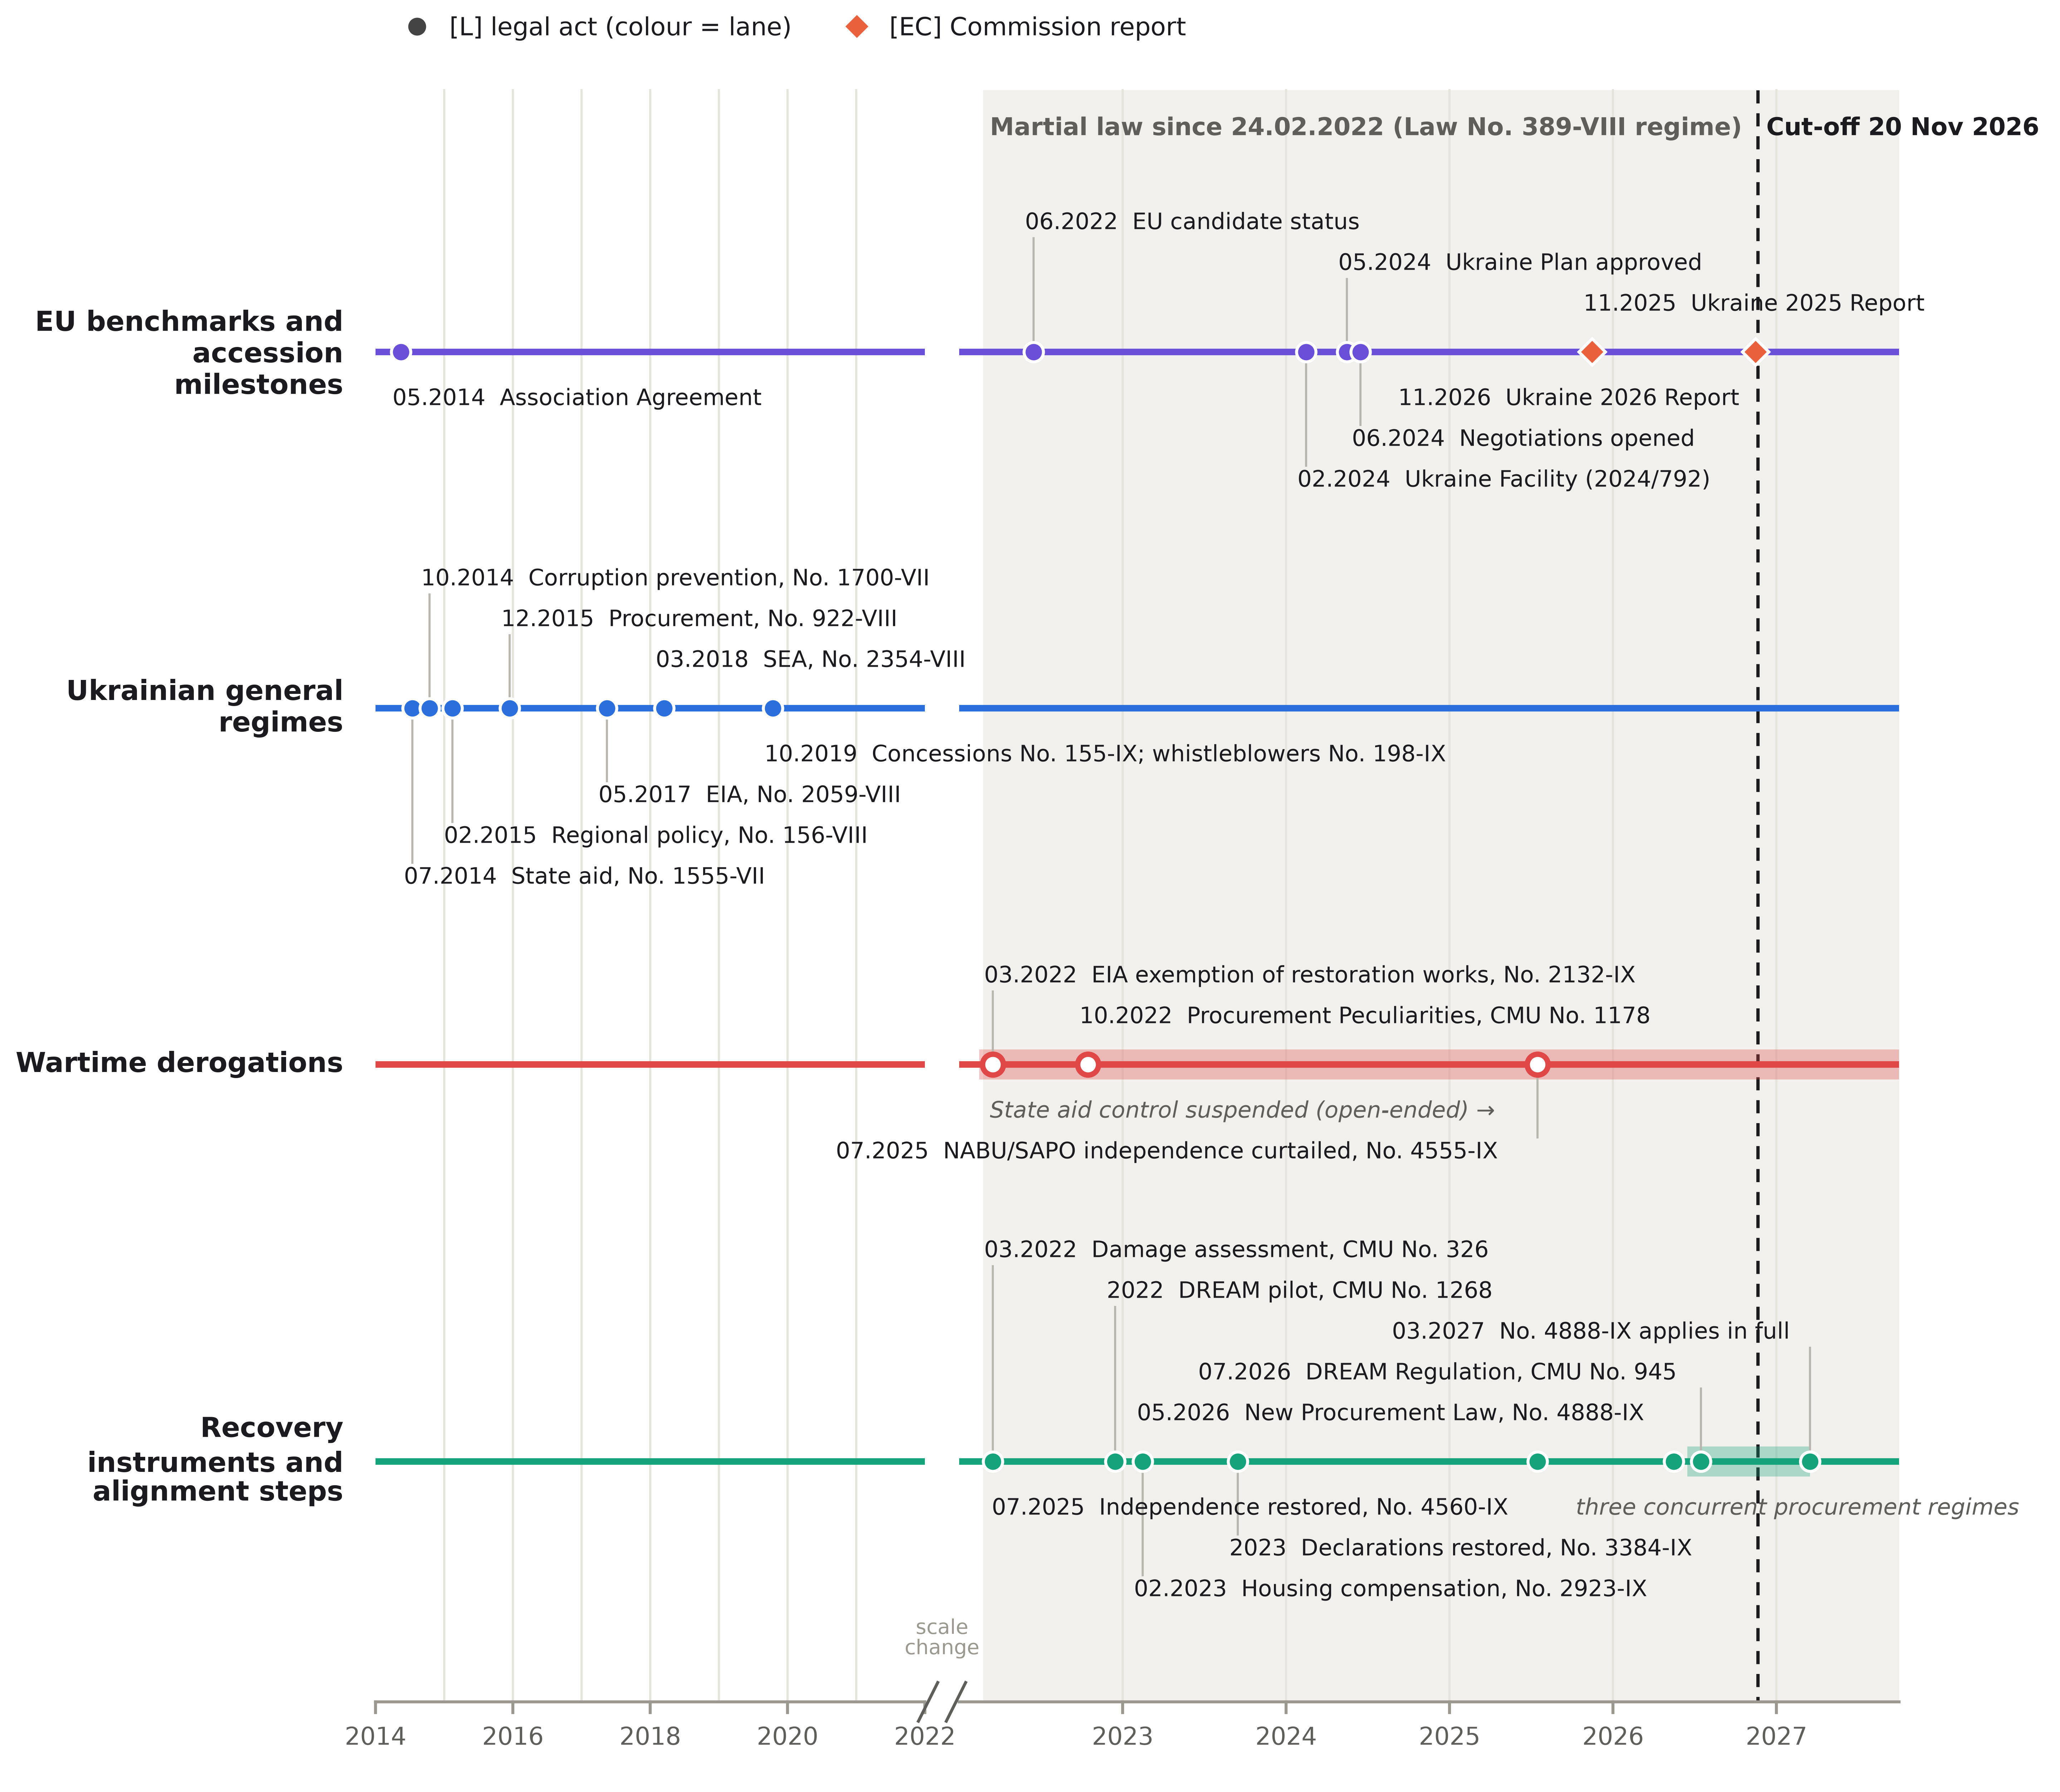 [L] legal act (colour = lane)
[EC] Commission report
Martial law since 24.02.2022 (Law No. 389-VIII regime)
Cut-off 20 Nov 2026
06.2022 EU candidate status
05.2024 Ukraine Plan approved
11.2025 Ukraine 2025 Report
EU benchmarks and
accession
milestones
05.2014 Association Agreement
11.2026 Ukraine 2026 Report
06.2024 Negotiations opened
02.2024 Ukraine Facility (2024/792)
10.2014 Corruption prevention, No. 1700-VII
12.2015 Procurement, No. 922-VIII
03.2018 SEA, No. 2354-VIII
Ukrainian general
regimes
10.2019 Concessions No. 155-IX; whistleblowers No. 198-IX
05.2017 EIA, No. 2059-VIII
02.2015 Regional policy, No. 156-VIII
07.2014 State aid, No. 1555-VII
03.2022 EIA exemption of restoration works, No. 2132-IX
10.2022 Procurement Peculiarities, CMU No. 1178
Wartime derogations
State aid control suspended (open-ended) →
07.2025 NABU/SAPO independence curtailed, No. 4555-IX
03.2022 Damage assessment, CMU No. 326
2022 DREAM pilot, CMU No. 1268
03.2027 No. 4888-IX applies in full
07.2026 DREAM Regulation, CMU No. 945
05.2026 New Procurement Law, No. 4888-IX
Recovery
instruments and
alignment steps
07.2025 Independence restored, No. 4560-IX
three concurrent procurement regimes
2023 Declarations restored, No. 3384-IX
02.2023 Housing compensation, No. 2923-IX
scale
change
2014 2016 2018 2020 2022 2023 2024 2025 2026 2027